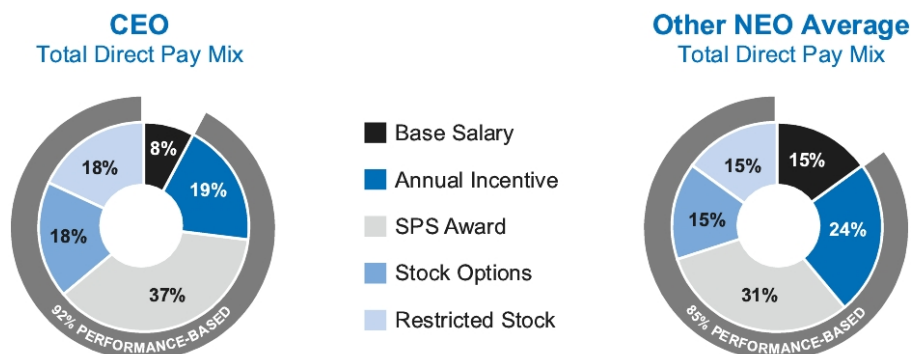 CEO
Total Direct Pay Mix
8%
19%
37%
18%
18%
92% PERFORMANCE-BASED
Base Salary
Annual Incentive
SPS Award
Stock Options
Restricted Stock
Other NEO Average
Total Direct Pay Mix
15%
24%
31%
15%
15%
85% PERFORMANCE-BASED